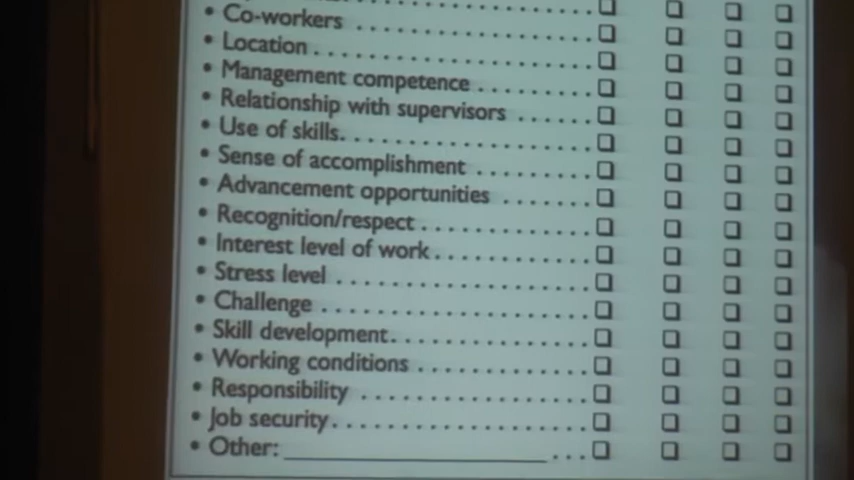 • Co-workers ........................ ❑ ❑ ❑ ❑
• Location ........................... ❑ ❑ ❑ ❑
• Management competence ......... ❑ ❑ ❑ ❑
• Relationship with supervisors ...... ❑ ❑ ❑ ❑
• Use of skills. ....................... ❑ ❑ ❑ ❑
• Sense of accomplishment .......... ❑ ❑ ❑ ❑
• Advancement opportunities ....... ❑ ❑ ❑ ❑
• Recognition/respect .............. ❑ ❑ ❑ ❑
• Interest level of work ............. ❑ ❑ ❑ ❑
• Stress level ....................... ❑ ❑ ❑ ❑
• Challenge ......................... ❑ ❑ ❑ ❑
• Skill development. ................ ❑ ❑ ❑ ❑
• Working conditions .............. ❑ ❑ ❑ ❑
• Responsibility ................... ❑ ❑ ❑ ❑
• Job security. ...................... ❑ ❑ ❑ ❑
• Other: ______________________ ... ❑ ❑ ❑ ❑